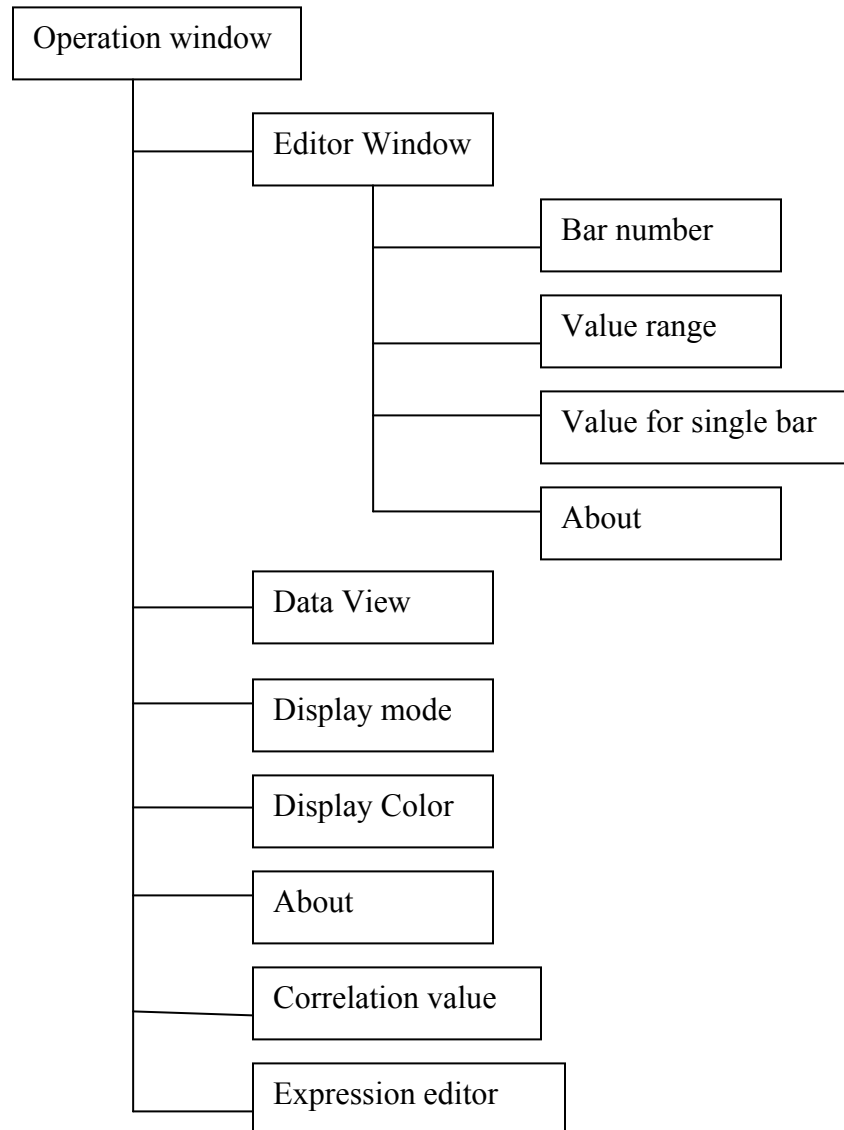 Operation window
Editor Window
Bar number
Value range
Value for single bar
About
Data View
Display mode
Display Color
About
Correlation value
Expression editor